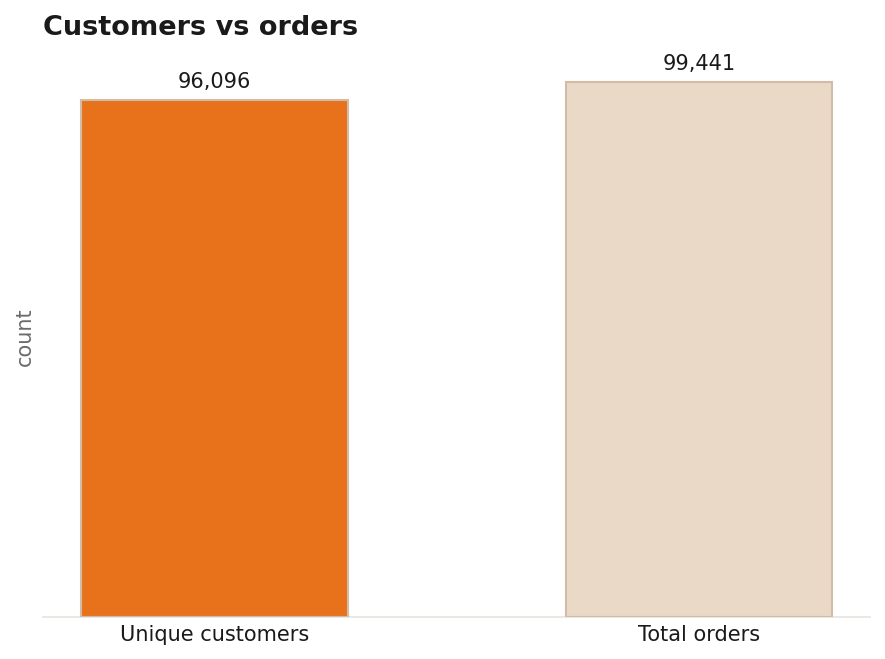 Customers vs orders
96,096
99,441
count
Unique customers
Total orders